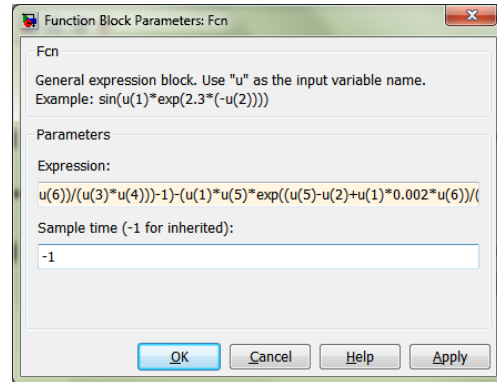 Function Block Parameters: Fcn
Fcn
General expression block. Use "u" as the input variable name.
Example: sin(u(1)*exp(2.3*(-u(2))))
Parameters
Expression:
u(6))/(u(3)*u(4)))-1)-(u(1)*u(5)*exp((u(5)-u(2)+u(1)*0.002*u(6))/(
Sample time (-1 for inherited):
-1
OK Cancel Help Apply